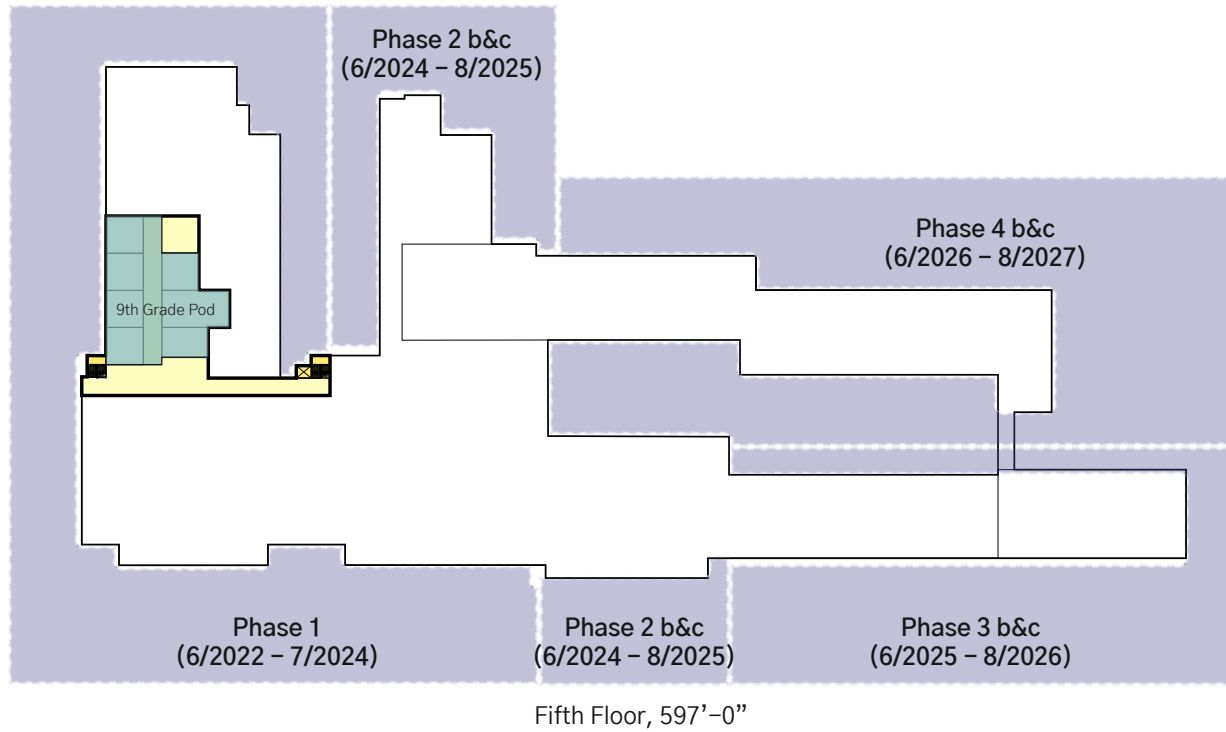 Phase 2 b&c
(6/2024 – 8/2025)
Phase 4 b&c
(6/2026 – 8/2027)
9th Grade Pod
Phase 1
(6/2022 – 7/2024)
Phase 2 b&c
(6/2024 – 8/2025)
Phase 3 b&c
(6/2025 – 8/2026)
Fifth Floor, 597’–0”